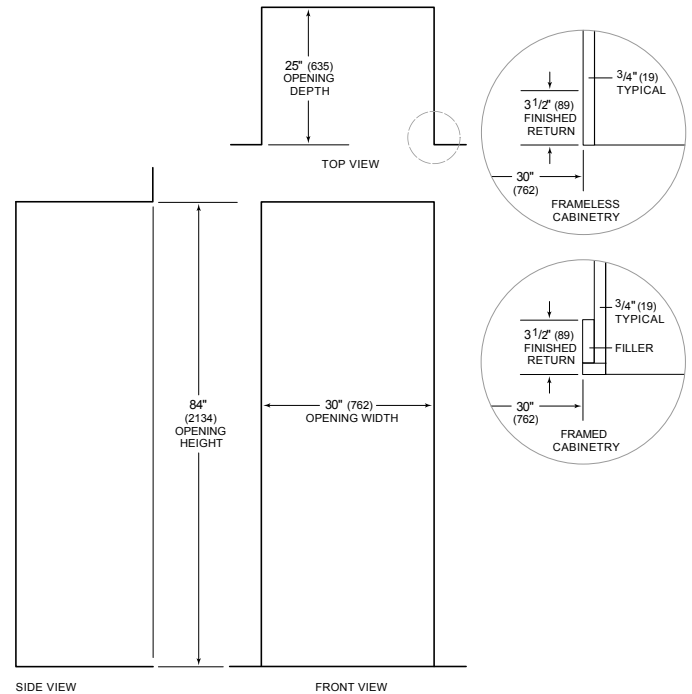 25" (635)
OPENING
DEPTH
TOP VIEW
3/4" (19)
TYPICAL
3 1/2" (89)
FINISHED
RETURN
30"
(762)
FRAMELESS
CABINETRY
3/4" (19)
TYPICAL
3 1/2" (89)
FINISHED
RETURN
FILLER
30"
(762)
FRAMED
CABINETRY
84"
(2134)
OPENING
HEIGHT
30" (762)
OPENING WIDTH
SIDE VIEW
FRONT VIEW